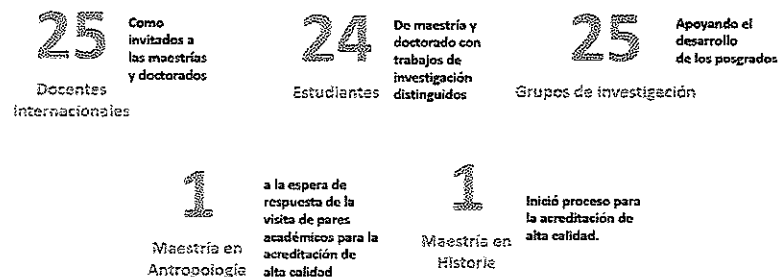 25
Docentes
internacionales
Como
invitados a
las maestrías
y doctorados
24
Estudiantes
De maestría y
doctorado con
trabajos de
investigación
distinguidos
25
Grupos de investigación
Apoyando el
desarrollo
de los posgrados
1
Maestría en
Antropología
a la espera de
respuesta de la
visita de pares
académicos para la
acreditación de
alta calidad
1
Maestría en
Historia
Inició proceso para
la acreditación de
alta calidad.